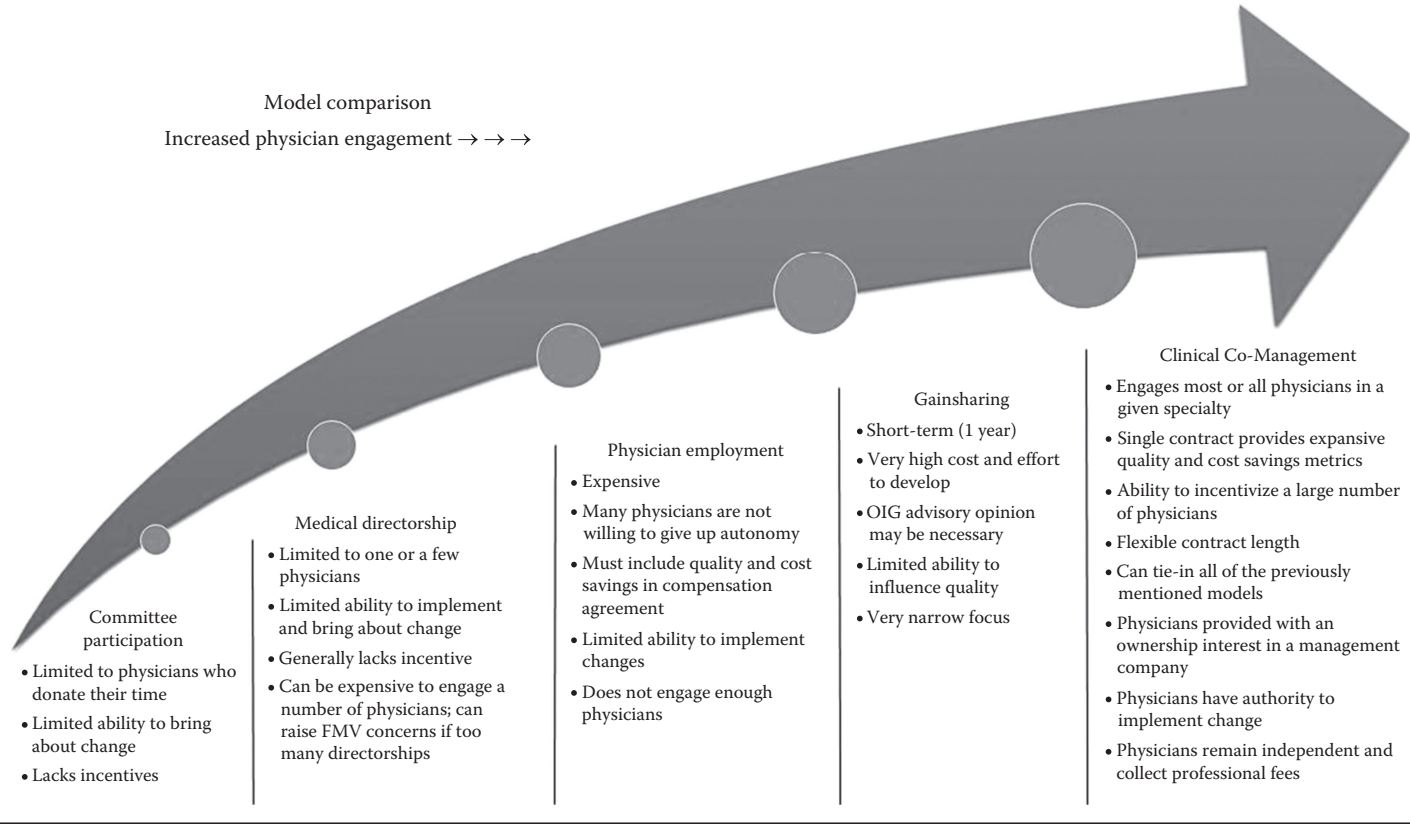 Model comparison
Increased physician engagement → → →
Committee
participation
• Limited to physicians who
donate their time
• Limited ability to bring
about change
• Lacks incentives
Medical directorship
• Limited to one or a few
physicians
• Limited ability to implement
and bring about change
• Generally lacks incentive
• Can be expensive to engage a
number of physicians; can
raise FMV concerns if too
many directorships
Physician employment
• Expensive
• Many physicians are not
willing to give up autonomy
• Must include quality and cost
savings in compensation
agreement
• Limited ability to implement
changes
• Does not engage enough
physicians
Gainsharing
• Short-term (1 year)
• Very high cost and effort
to develop
• OIG advisory opinion
may be necessary
• Limited ability to
influence quality
• Very narrow focus
Clinical Co-Management
• Engages most or all physicians in a
given specialty
• Single contract provides expansive
quality and cost savings metrics
• Ability to incentivize a large number
of physicians
• Flexible contract length
• Can tie-in all of the previously
mentioned models
• Physicians provided with an
ownership interest in a management
company
• Physicians have authority to
implement change
• Physicians remain independent and
collect professional fees